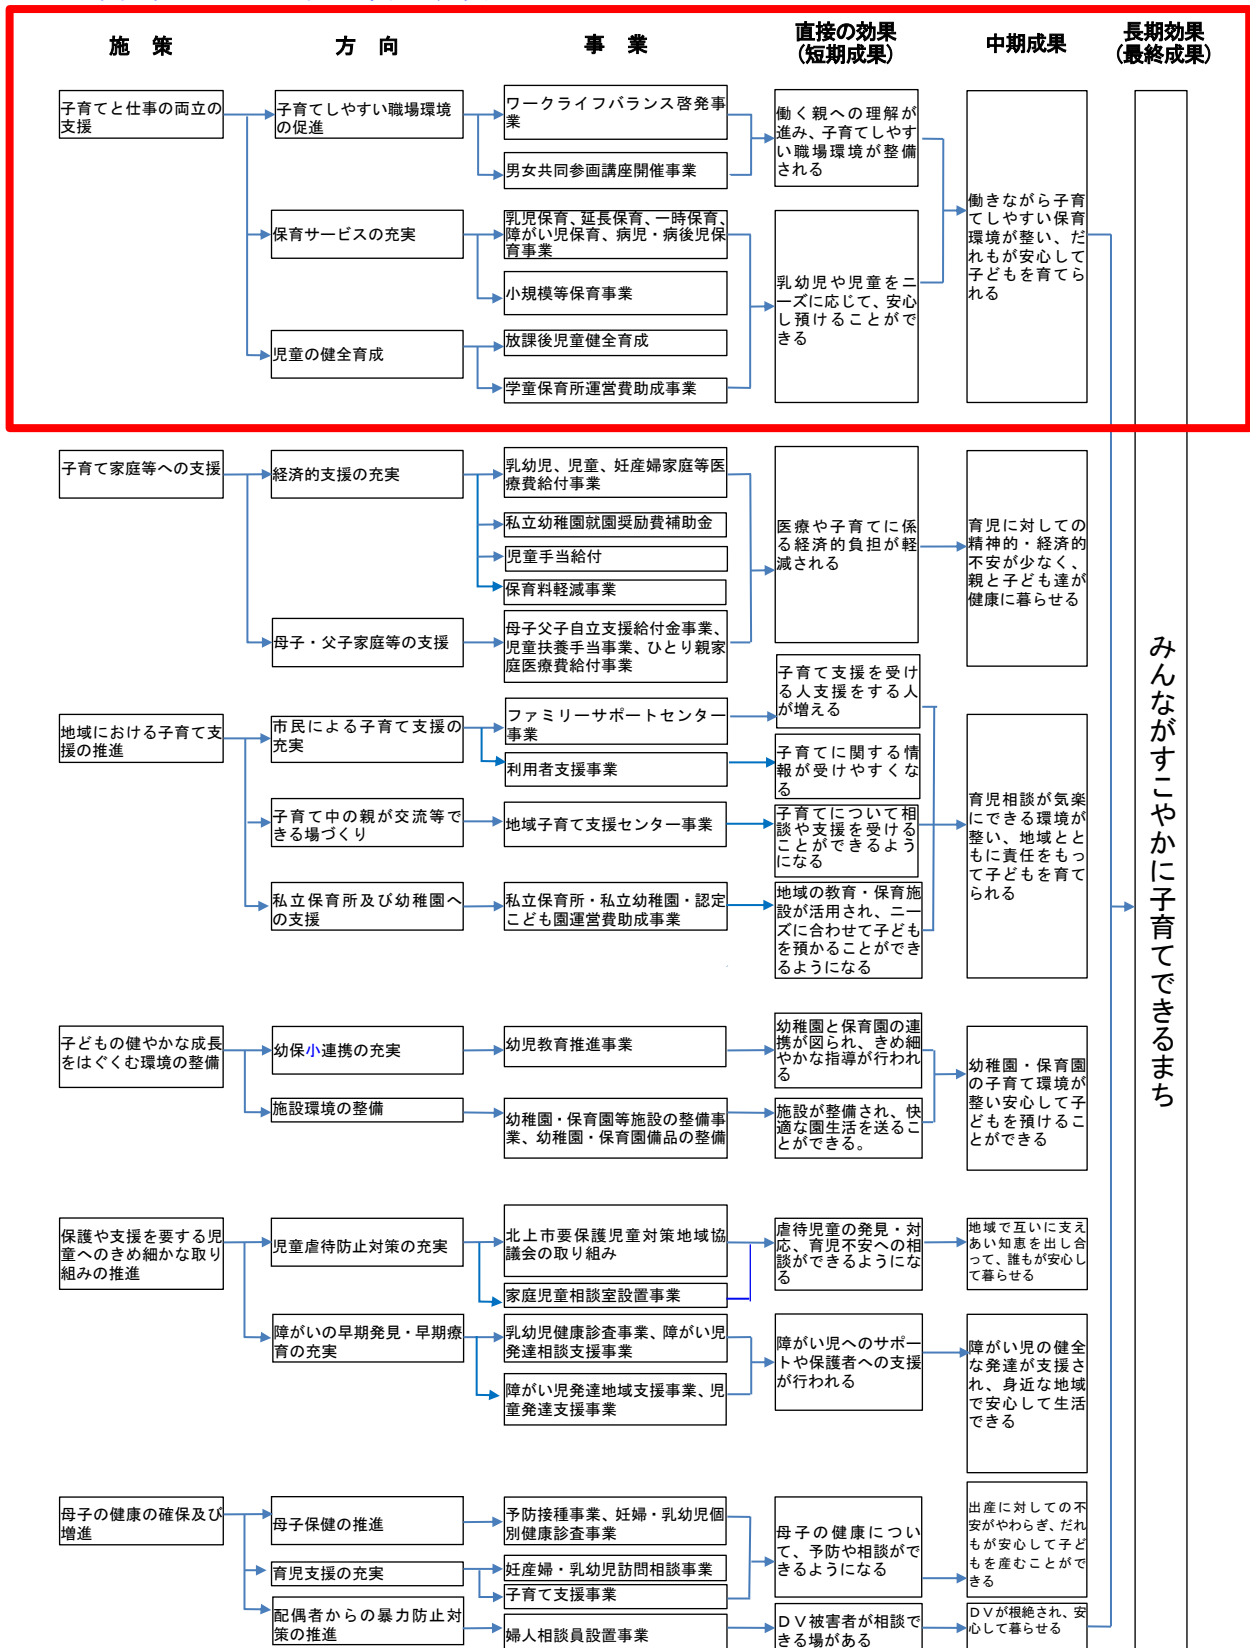 施　策
方　向
事　業
直接の効果
(短期成果)
中期成果
長期効果
(最終成果)
子育てと仕事の両立の
支援
子育てしやすい職場環境
の促進
ワークライフバランス啓発事
業
男女共同参画講座開催事業
働く親への理解が
進み、子育てしやす
い職場環境が整備
される
保育サービスの充実
乳児保育、延長保育、一時保育、
障がい児保育、病児・病後児保
育事業
小規模等保育事業
児童の健全育成
放課後児童健全育成
学童保育所運営費助成事業
乳幼児や児童をニ
ーズに応じて、安心
し預けることがで
きる
働きながら子育
てしやすい保育
環境が整い、だ
れもが安心して
子どもを育てら
れる
子育て家庭等への支援
経済的支援の充実
乳幼児、児童、妊産婦家庭等医
療費給付事業
私立幼稚園就園奨励費補助金
児童手当給付
保育料軽減事業
母子・父子家庭等の支援
母子父子自立支援給付金事業、
児童扶養手当事業、ひとり親家
庭医療費給付事業
医療や子育てに係
る経済的負担が軽
減される
育児に対しての
精神的・経済的
不安が少なく、
親と子ども達が
健康に暮らせる
地域における子育て支
援の推進
市民による子育て支援の
充実
ファミリーサポートセンター
事業
利用者支援事業
子育て支援を受け
る人支援をする人
が増える
子育てに関する情
報が受けやすくな
る
子育て中の親が交流等で
きる場づくり
地域子育て支援センター事業
子育てについて相
談や支援を受ける
ことができるよう
になる
私立保育所及び幼稚園へ
の支援
私立保育所・私立幼稚園・認定
こども園運営費助成事業
地域の教育・保育施
設が活用され、ニー
ズに合わせて子ども
を預かることができ
るようになる
育児相談が気楽
にできる環境が
整い、地域とと
もに責任をもっ
て子どもを育て
られる
みんながすこやかに子育てできるまち
子どもの健やかな成長
をはぐくむ環境の整備
幼保小連携の充実
幼児教育推進事業
幼稚園と保育園の連
携が図られ、きめ細
やかな指導が行われ
る
施設環境の整備
幼稚園・保育園等施設の整備事
業、幼稚園・保育園備品の整備
施設が整備され、快
適な園生活を送るこ
とができる。
幼稚園・保育園
の子育て環境が
整い安心して子
どもを預けるこ
とができる
保護や支援を要する児
童へのきめ細かな取り
組みの推進
児童虐待防止対策の充実
北上市要保護児童対策地域協
議会の取り組み
家庭児童相談室設置事業
虐待児童の発見・対
応、育児不安への相
談ができるようにな
る
地域で互いに支え
あい知恵を出し合
って、誰もが安心し
て暮らせる
障がいの早期発見・早期療
育の充実
乳幼児健康診査事業、障がい児
発達相談支援事業
障がい児発達地域支援事業、児
童発達支援事業
障がい児へのサポー
トや保護者への支援
が行われる
障がい児の健全
な発達が支援さ
れ、身近な地域
で安心して生活
できる
母子の健康の確保及び
増進
母子保健の推進
予防接種事業、妊婦・乳幼児個
別健康診査事業
育児支援の充実
妊産婦・乳幼児訪問相談事業
子育て支援事業
母子の健康につい
て、予防や相談がで
きるようになる
出産に対しての不
安がやわらぎ、だれ
もが安心して子ど
もを産むことがで
きる
配偶者からの暴力防止対
策の推進
婦人相談員設置事業
ＤＶ被害者が相談で
きる場がある
ＤＶが根絶され、安
心して暮らせる